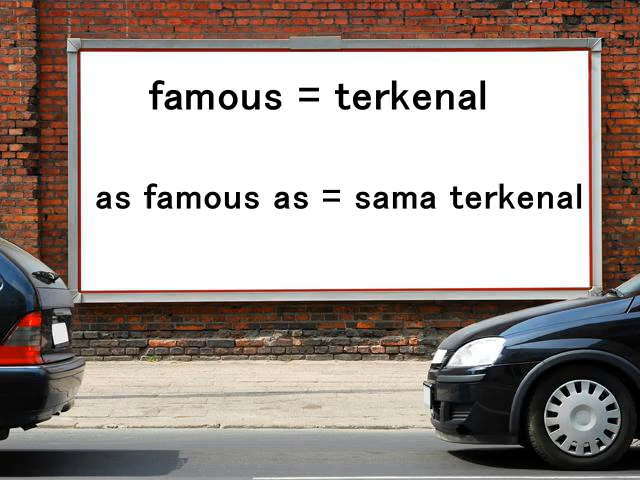 famous = terkenal
as famous as = sama terkenal